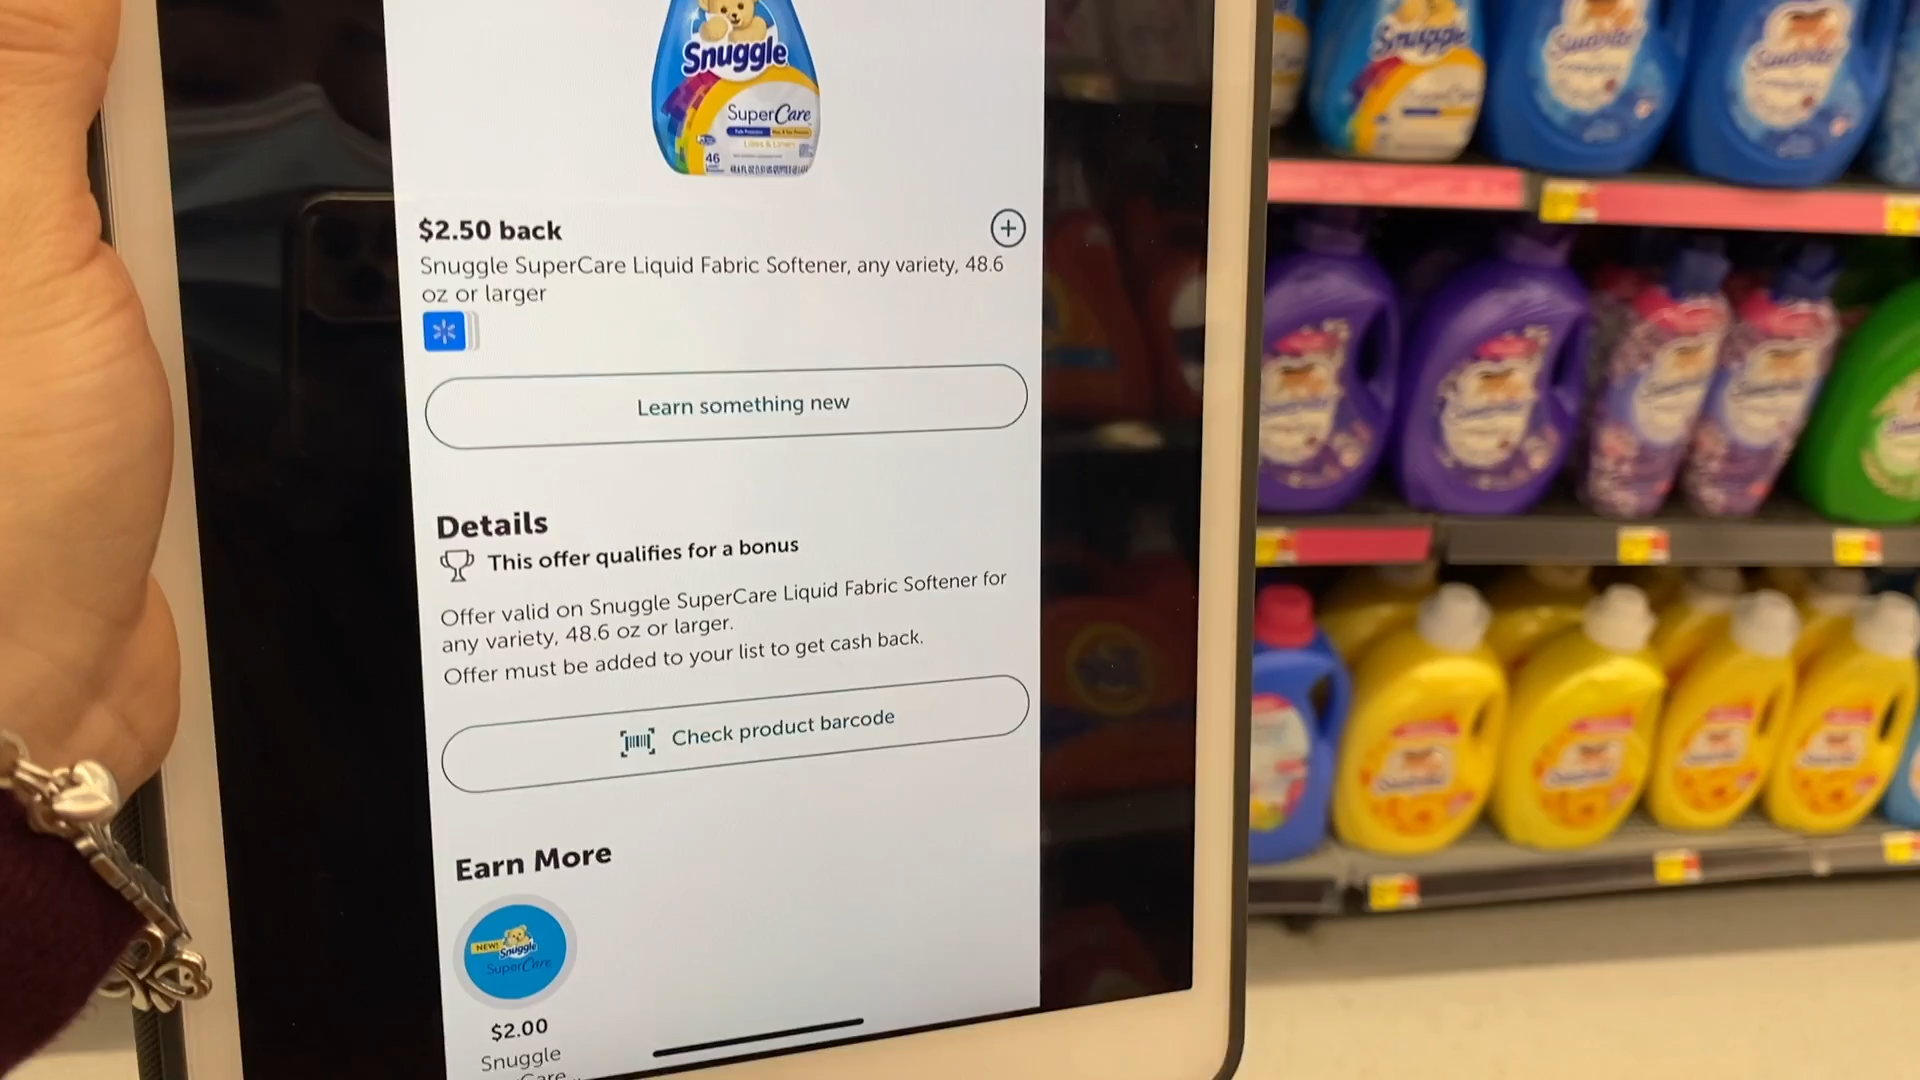 Snuggle
SuperCare
46
$2.50 back
Snuggle SuperCare Liquid Fabric Softener, any variety, 48.6
oz or larger
Learn something new
Details
This offer qualifies for a bonus
Offer valid on Snuggle SuperCare Liquid Fabric Softener for
any variety, 48.6 oz or larger.
Offer must be added to your list to get cash back.
Check product barcode
Earn More
NEW!
Snuggle
SuperCare
$2.00
Snuggle
Snuggle